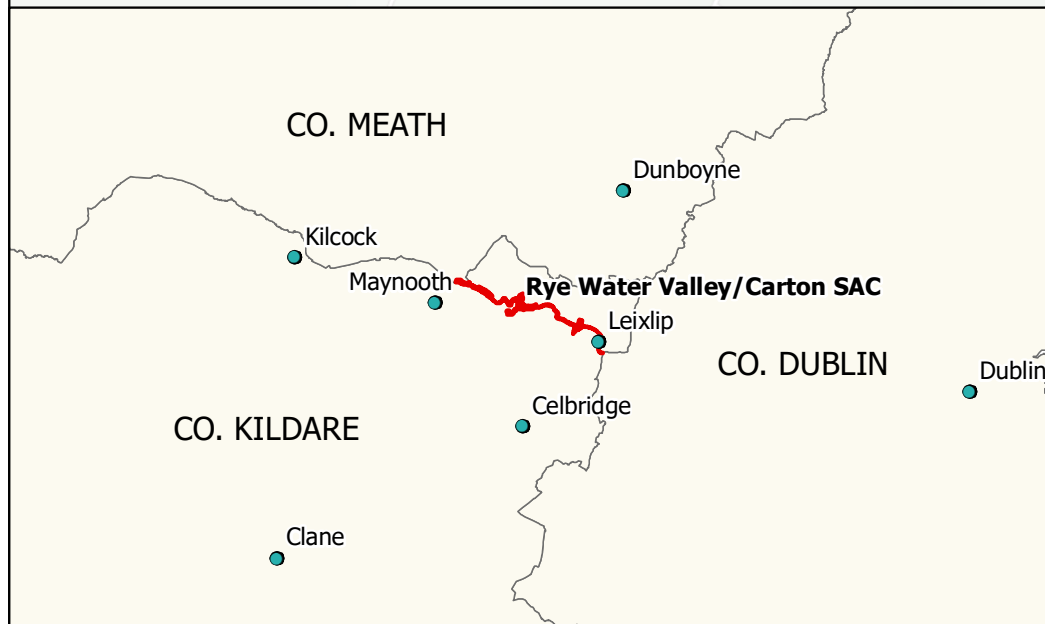 CO. MEATH
Dunboyne
Kilcock
Maynooth
Rye Water Valley/Carton SAC
Leixlip
CO. DUBLIN
Dublin
Celbridge
CO. KILDARE
Clane